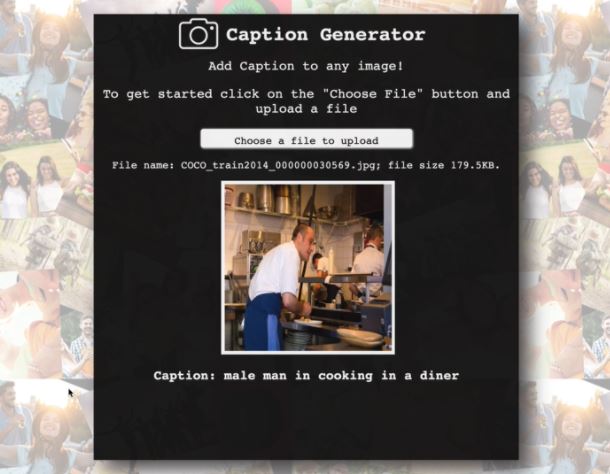 Caption Generator
Add Caption to any image!
To get started click on the "Choose File" button and
upload a file
Choose a file to upload
File name: COCO_train2014_000000030569.jpg; file size 179.5KB.
Caption: male man in cooking in a diner